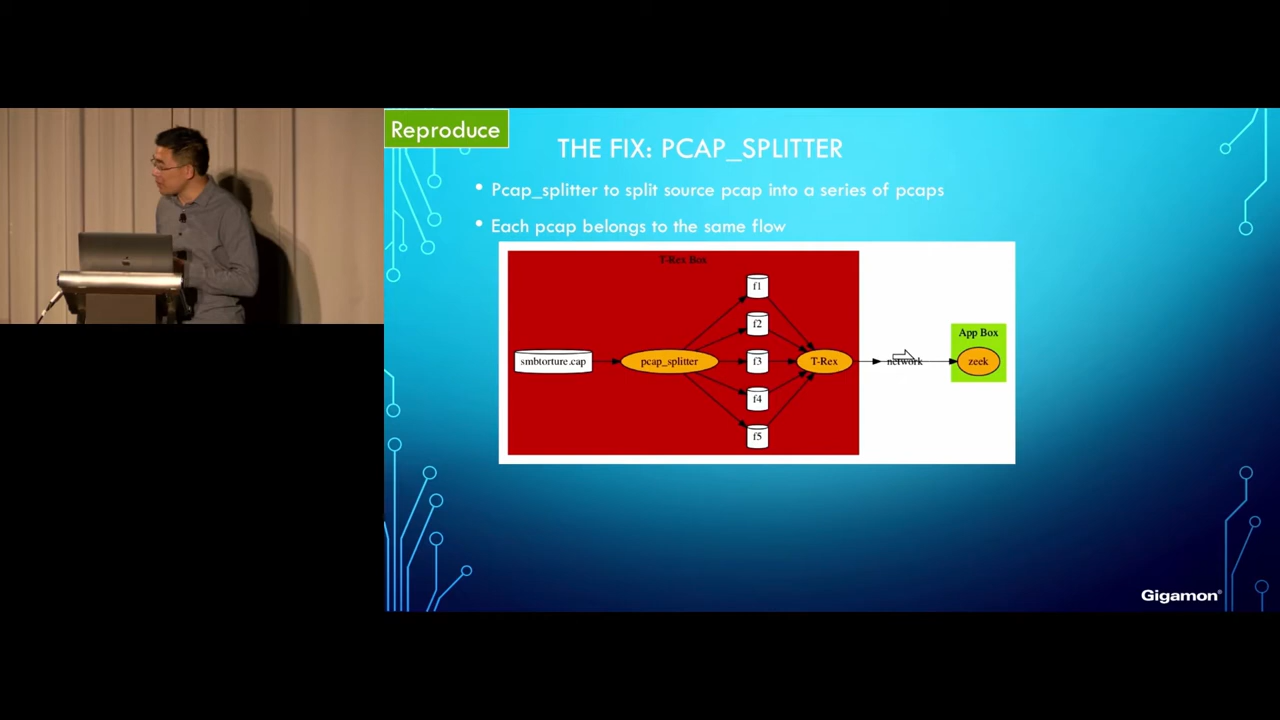 Reproduce
THE FIX: PCAP_SPLITTER
• Pcap_splitter to split source pcap into a series of pcaps
• Each pcap belongs to the same flow
T-Rex Box
f1
f2
App Box
smbtorture.cap
pcap_splitter
f3
T-Rex
network
zeek
f4
f5
Gigamon®